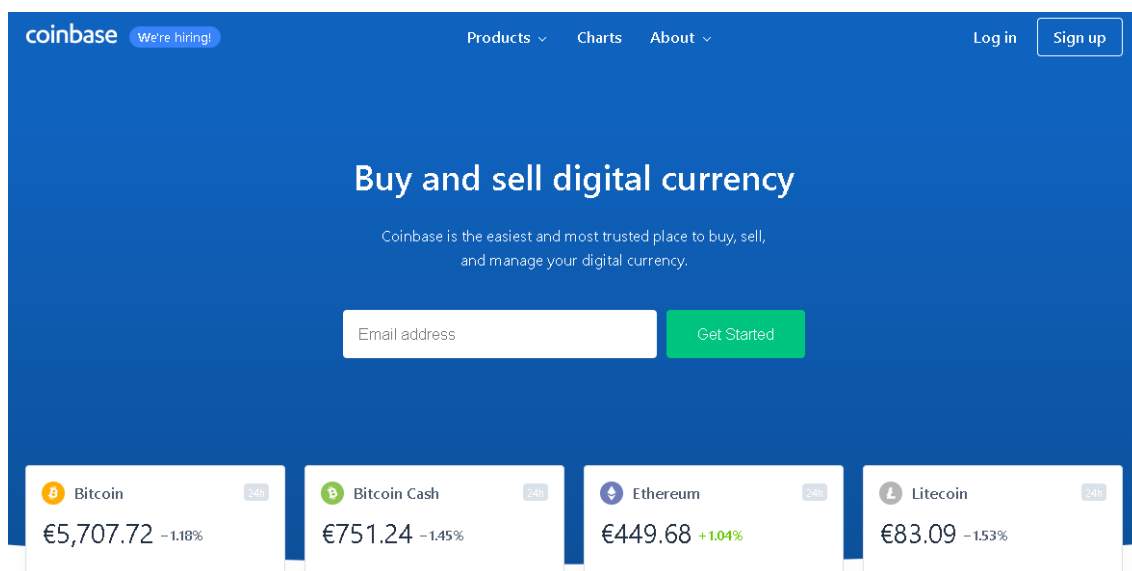 coinbase We're hiring! Products Charts About Log in Sign up
Buy and sell digital currency
Coinbase is the easiest and most trusted place to buy, sell,
and manage your digital currency.
Email address Get Started
Bitcoin 24h Bitcoin Cash 24h Ethereum 24h Litecoin 24h
€5,707.72 −1.18% €751.24 −1.45% €449.68 +1.04% €83.09 −1.53%